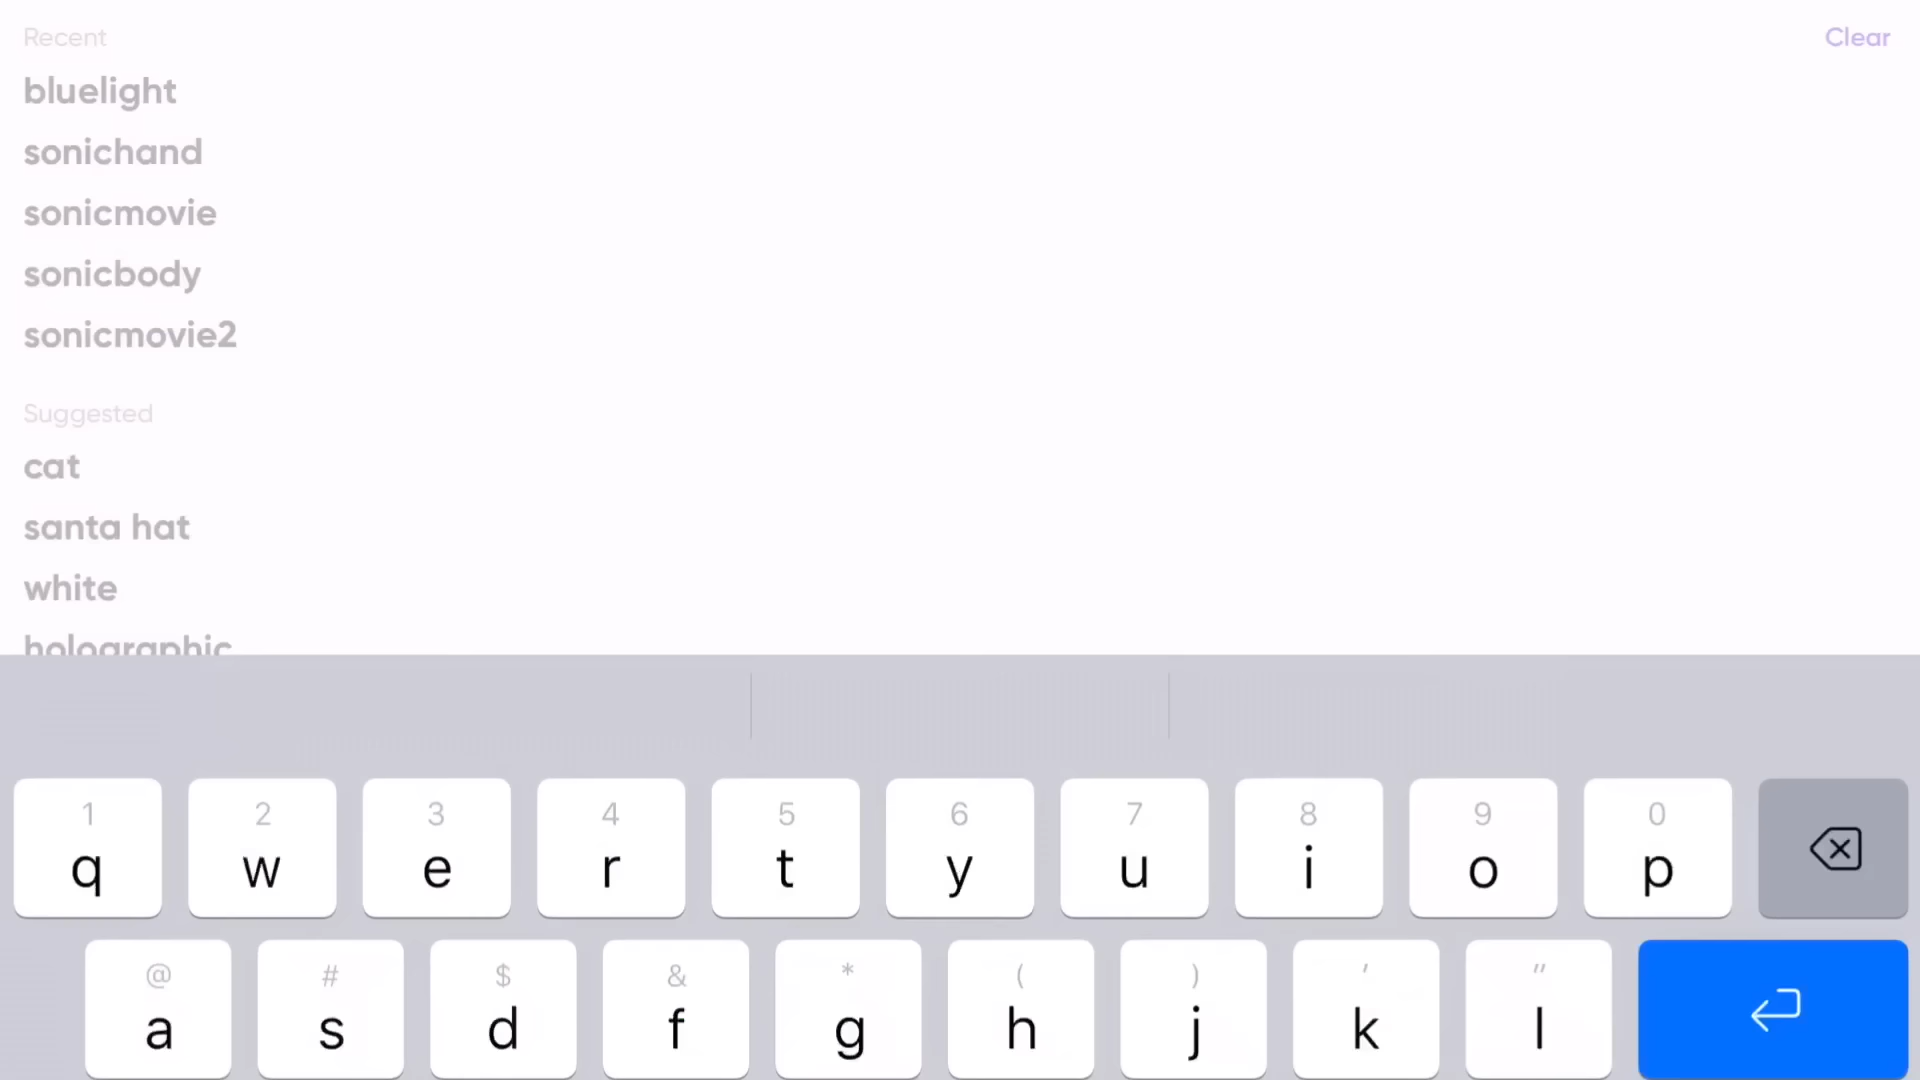 Recent Clear
bluelight
sonichand
sonicmovie
sonicbody
sonicmovie2
Suggested
cat
santa hat
white
holographic
1 2 3 4 5 6 7 8 9 0
q w e r t y u i o p
@ # $ & * ( ) ' "
a s d f g h j k l